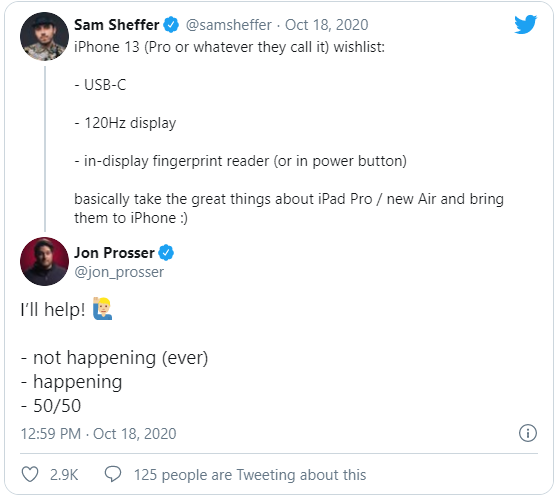 Sam Sheffer @samsheffer · Oct 18, 2020
iPhone 13 (Pro or whatever they call it) wishlist:
- USB-C
- 120Hz display
- in-display fingerprint reader (or in power button)
basically take the great things about iPad Pro / new Air and bring
them to iPhone :)
Jon Prosser
@jon_prosser
I'll help! 🙋🏼‍♂️
- not happening (ever)
- happening
- 50/50
12:59 PM · Oct 18, 2020
2.9K 125 people are Tweeting about this